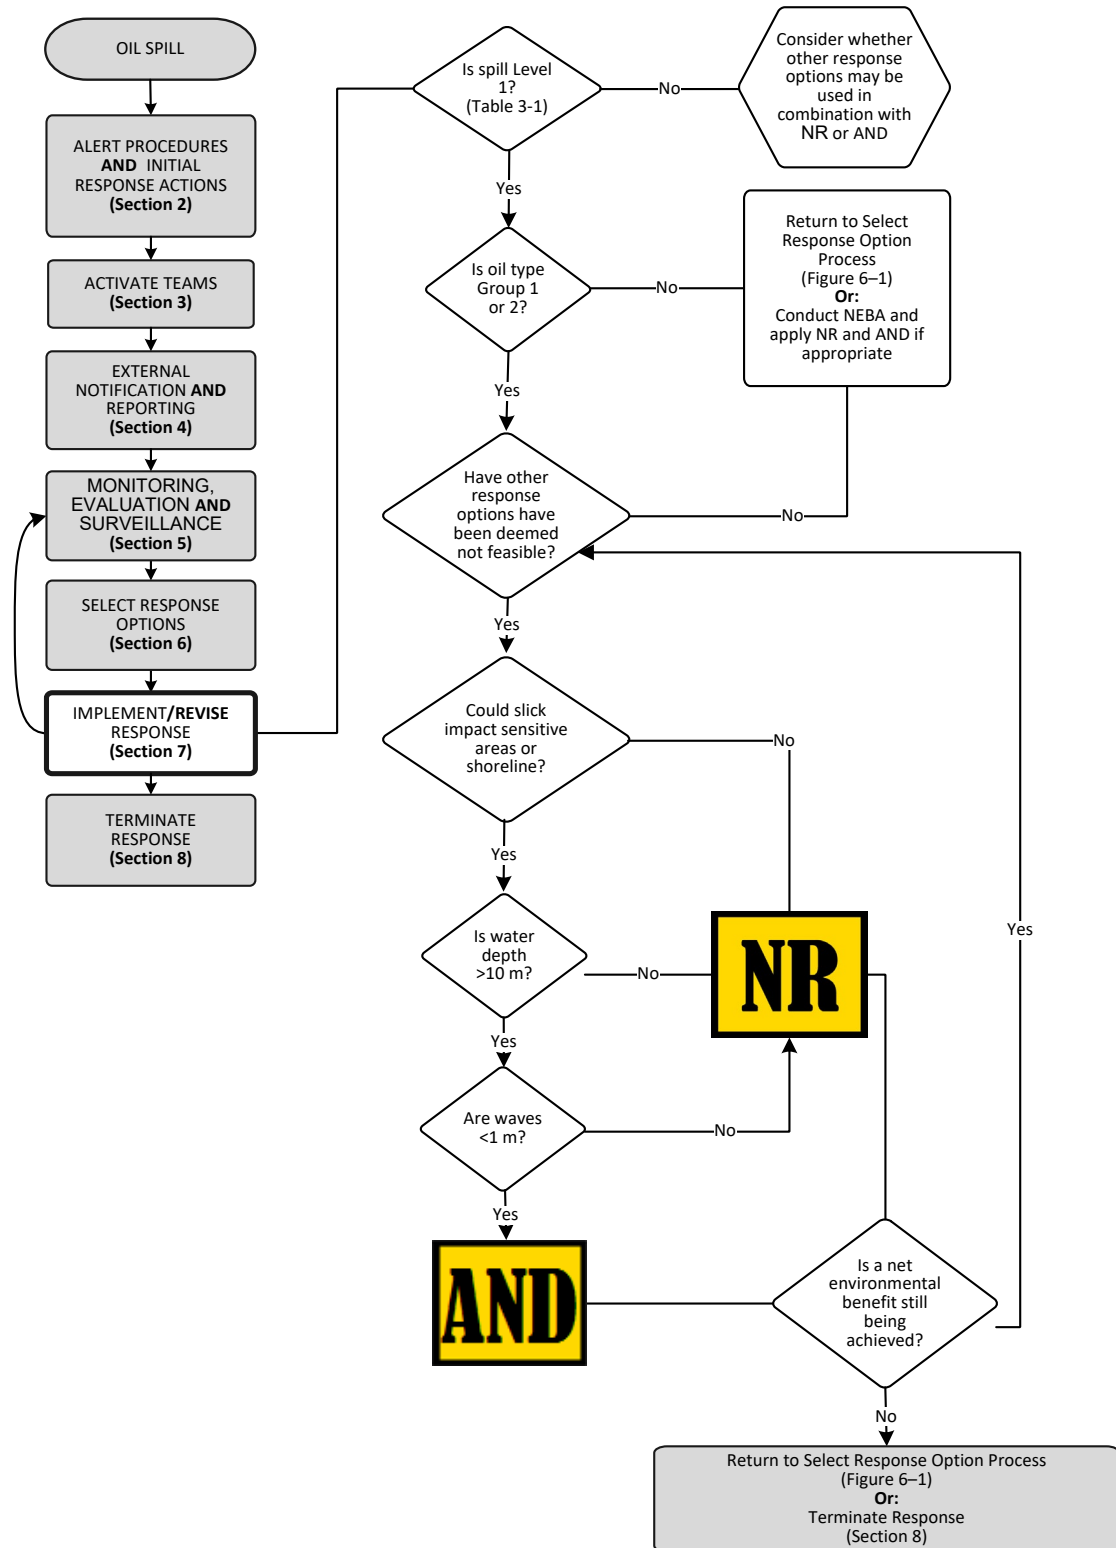 OIL SPILL
ALERT PROCEDURES
AND INITIAL
RESPONSE ACTIONS
(Section 2)
ACTIVATE TEAMS
(Section 3)
EXTERNAL
NOTIFICATION AND
REPORTING
(Section 4)
MONITORING,
EVALUATION AND
SURVEILLANCE
(Section 5)
SELECT RESPONSE
OPTIONS
(Section 6)
IMPLEMENT/REVISE
RESPONSE
(Section 7)
TERMINATE
RESPONSE
(Section 8)
Is spill Level
1?
(Table 3-1)
No
Consider whether
other response
options may be
used in
combination with
NR or AND
Yes
Is oil type
Group 1
or 2?
No
Return to Select
Response Option
Process
(Figure 6–1)
Or:
Conduct NEBA and
apply NR and AND if
appropriate
Yes
Have other
response
options have
been deemed
not feasible?
No
Yes
Could slick
impact sensitive
areas or
shoreline?
No
Yes
Is water
depth
>10 m?
No
NR
Yes
Yes
Are waves
<1 m?
No
Yes
AND
Is a net
environmental
benefit still
being
achieved?
No
Return to Select Response Option Process
(Figure 6–1)
Or:
Terminate Response
(Section 8)